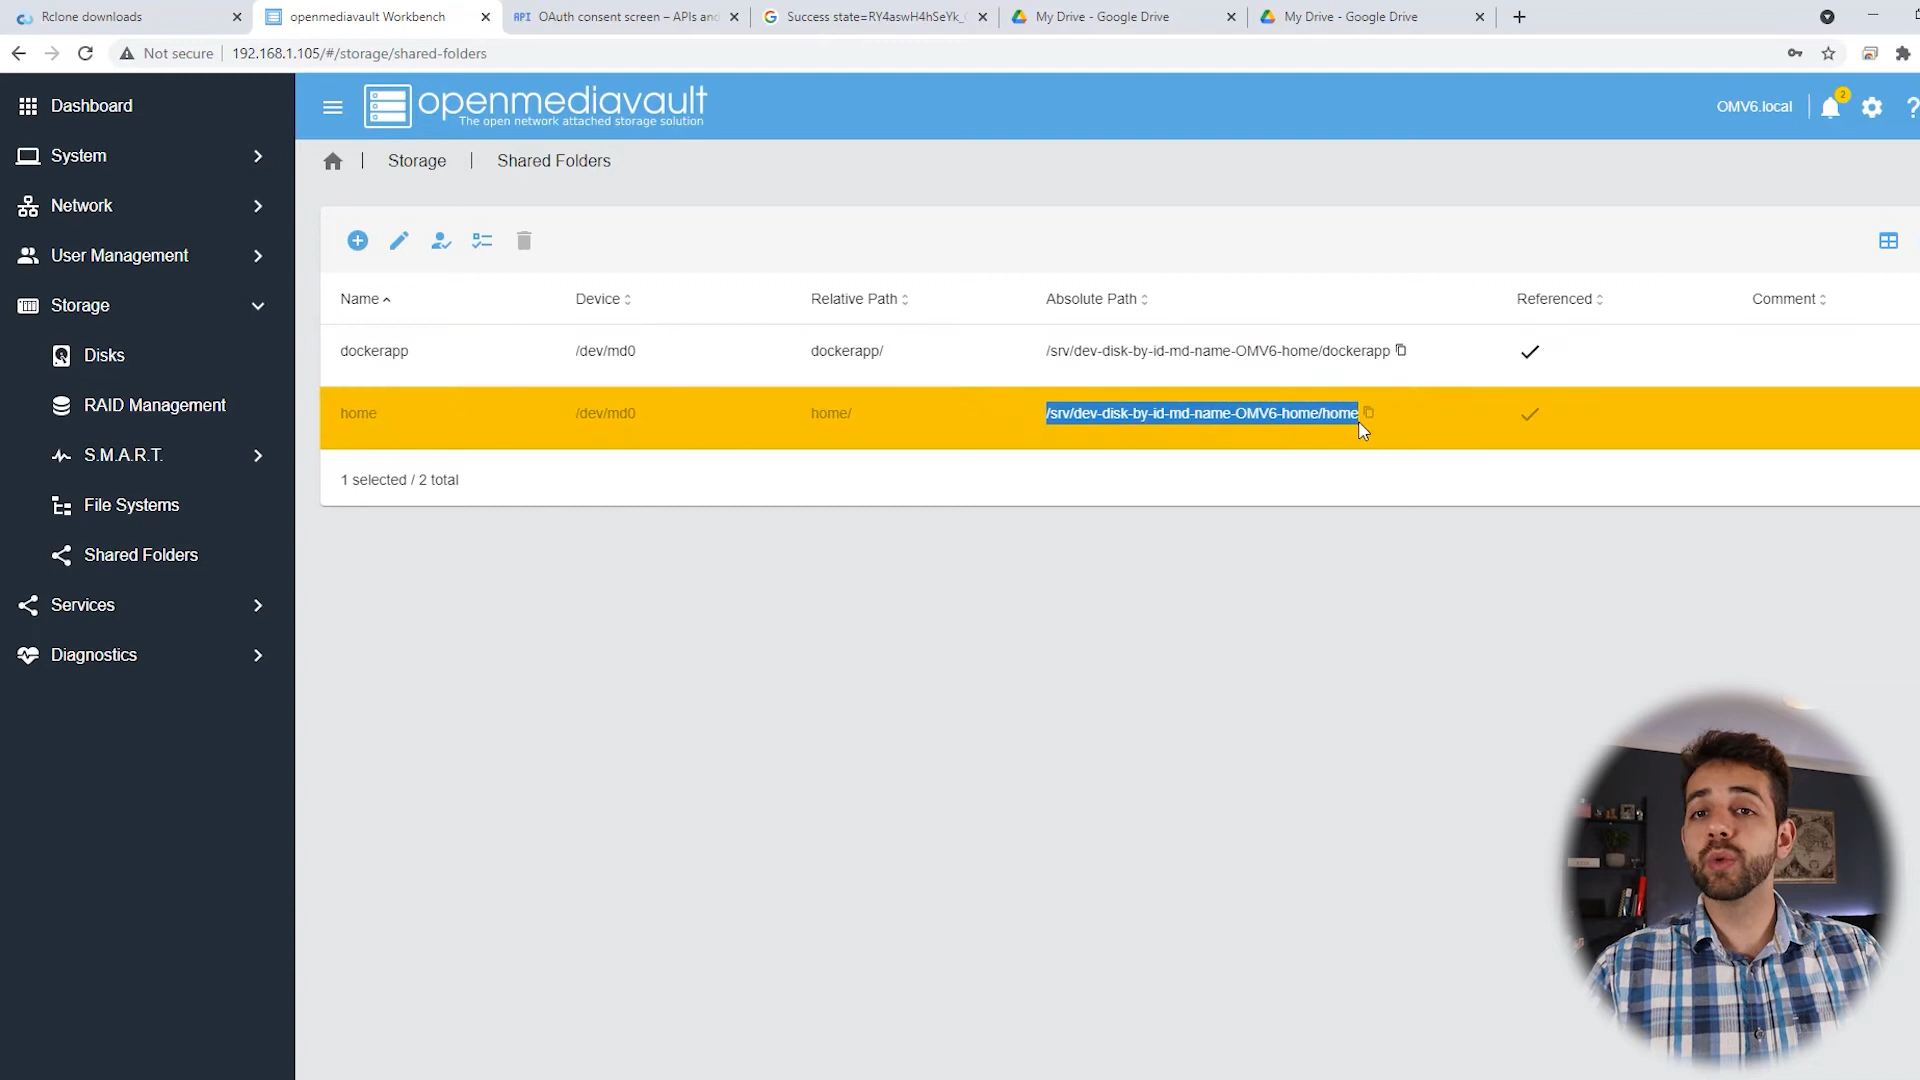 Rclone downloads
openmediavault Workbench
API OAuth consent screen – APIs and
Success state=RY4aswH4hSeYk_
My Drive - Google Drive
My Drive - Google Drive
Not secure
192.168.1.105/#/storage/shared-folders
openmediavault
The open network attached storage solution
OMV6.local
2
Dashboard
System
Network
User Management
Storage
Disks
RAID Management
S.M.A.R.T.
File Systems
Shared Folders
Services
Diagnostics
Storage | Shared Folders
Name Device Relative Path Absolute Path Referenced Comment
dockerapp /dev/md0 dockerapp/ /srv/dev-disk-by-id-md-name-OMV6-home/dockerapp
home /dev/md0 home/ /srv/dev-disk-by-id-md-name-OMV6-home/home
1 selected / 2 total